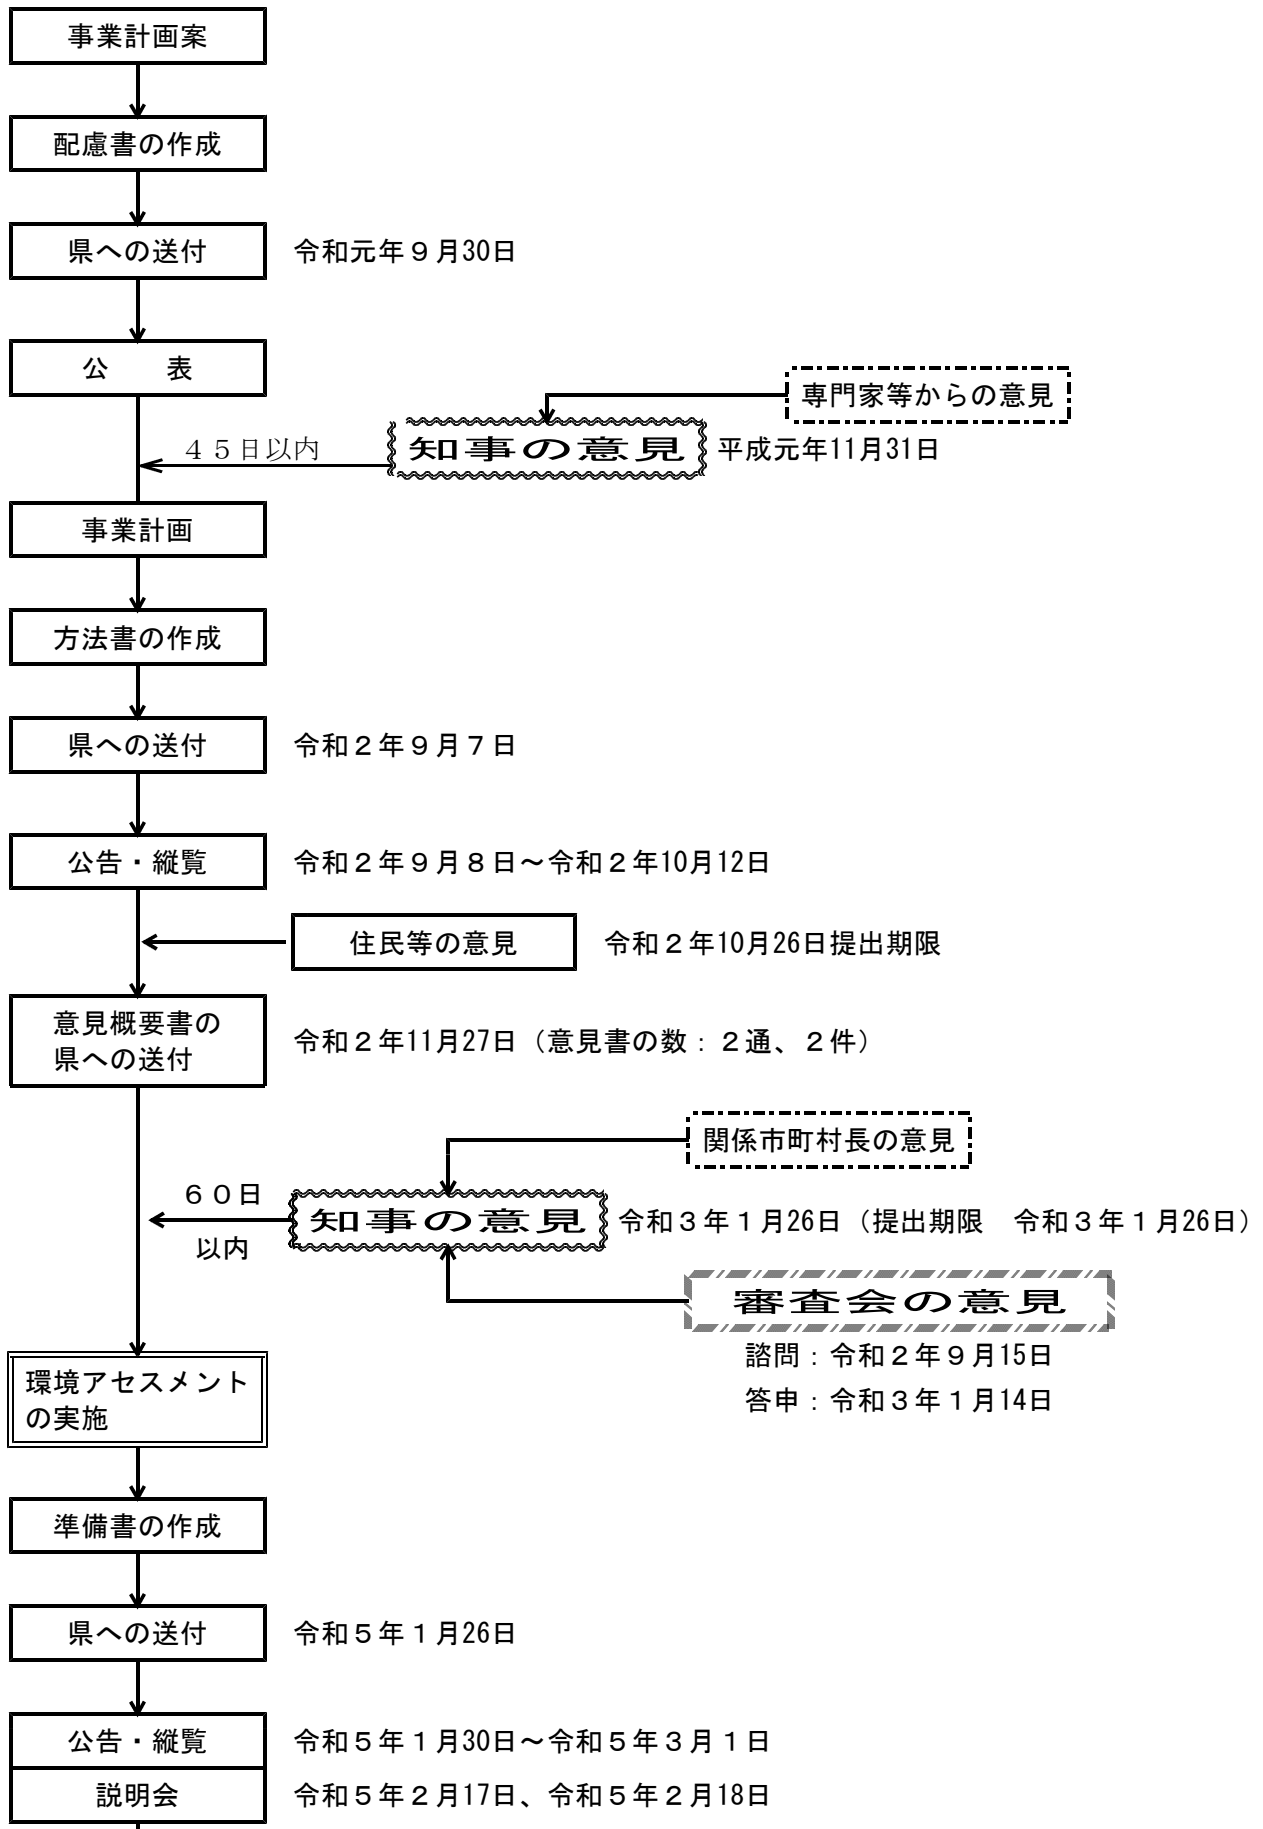 事業計画案
配慮書の作成
県への送付　令和元年９月30日
公　　表
専門家等からの意見
４５日以内　知事の意見　平成元年11月31日
事業計画
方法書の作成
県への送付　令和２年９月７日
公告・縦覧　令和２年９月８日～令和２年10月12日
住民等の意見　令和２年10月26日提出期限
意見概要書の
県への送付
令和２年11月27日（意見書の数：２通、２件）
関係市町村長の意見
６０日
以内
知事の意見　令和３年１月26日（提出期限　令和３年１月26日）
審査会の意見
諮問：令和２年９月15日
答申：令和３年１月14日
環境アセスメント
の実施
準備書の作成
県への送付　令和５年１月26日
公告・縦覧　令和５年１月30日～令和５年３月１日
説明会　令和５年２月17日、令和５年２月18日